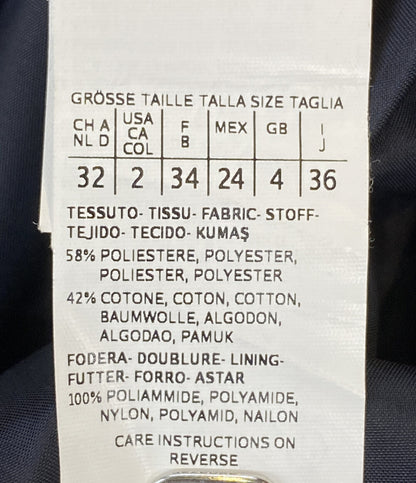 GRÖSSE TAILLE TALLA SIZE TAGLIA
CH A NL D USA CA COL F B MEX GB I J
32 2 34 24 4 36
TESSUTO- TISSU- FABRIC- STOFF-
TEJIDO- TECIDO- KUMAŞ
58% POLIESTERE, POLYESTER,
POLIESTER, POLYESTER
42% COTONE, COTON, COTTON,
BAUMWOLLE, ALGODON,
ALGODAO, PAMUK
FODERA- DOUBLURE- LINING-
FUTTER- FORRO- ASTAR
100% POLIAMMIDE, POLYAMIDE,
NYLON, POLYAMID, NAILON
CARE INSTRUCTIONS ON
REVERSE